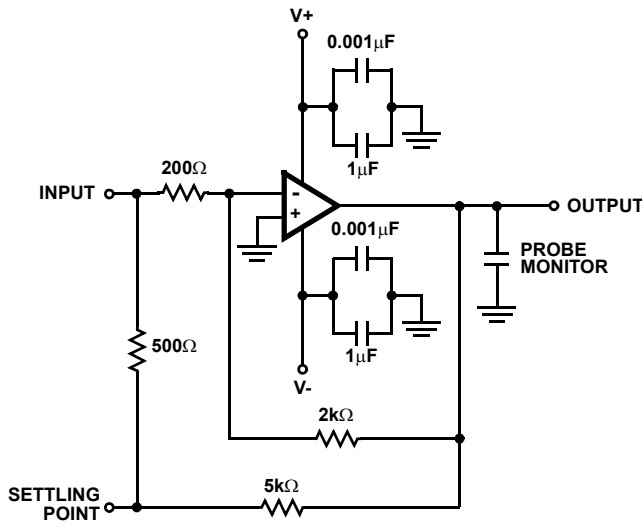 V+
0.001μF
1μF
200Ω
INPUT
-
+
OUTPUT
0.001μF
PROBE
MONITOR
500Ω
1μF
V-
2kΩ
SETTLING
POINT
5kΩ